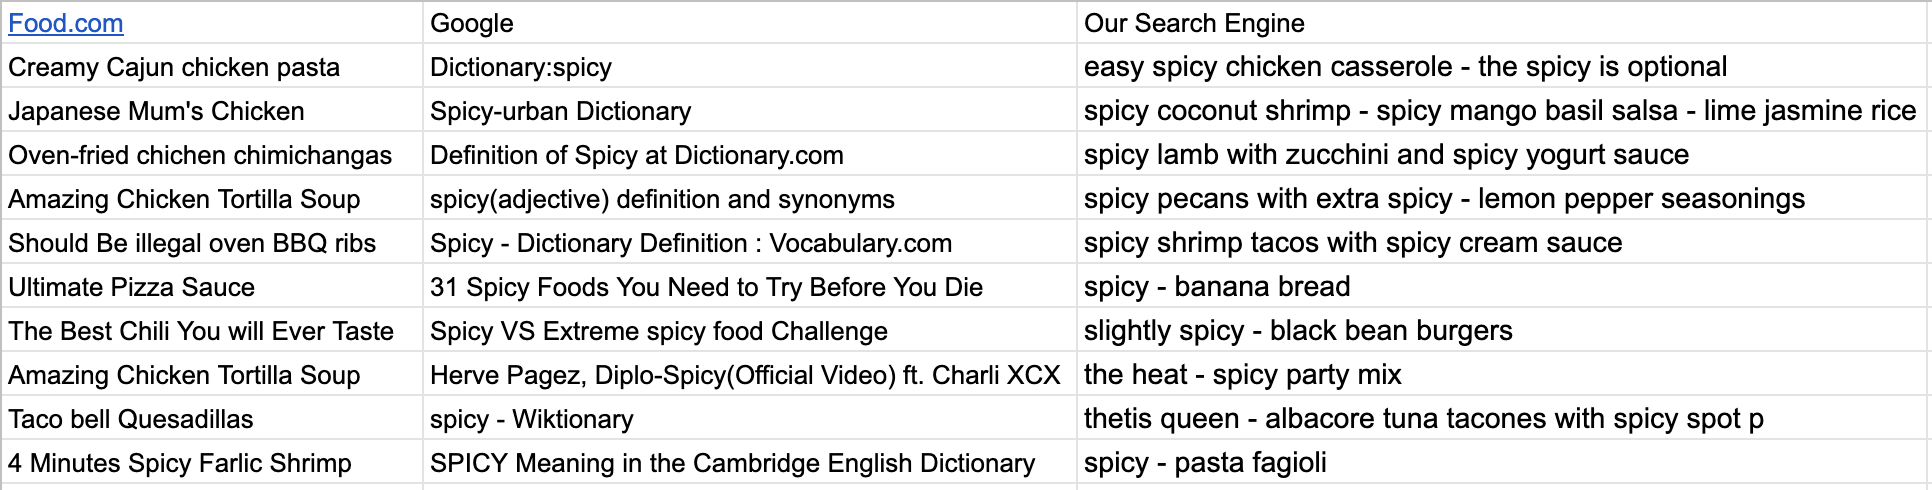 Food.com Google Our Search Engine
Creamy Cajun chicken pasta Dictionary:spicy easy spicy chicken casserole - the spicy is optional
Japanese Mum's Chicken Spicy-urban Dictionary spicy coconut shrimp - spicy mango basil salsa - lime jasmine rice
Oven-fried chichen chimichangas Definition of Spicy at Dictionary.com spicy lamb with zucchini and spicy yogurt sauce
Amazing Chicken Tortilla Soup spicy(adjective) definition and synonyms spicy pecans with extra spicy - lemon pepper seasonings
Should Be illegal oven BBQ ribs Spicy - Dictionary Definition : Vocabulary.com spicy shrimp tacos with spicy cream sauce
Ultimate Pizza Sauce 31 Spicy Foods You Need to Try Before You Die spicy - banana bread
The Best Chili You will Ever Taste Spicy VS Extreme spicy food Challenge slightly spicy - black bean burgers
Amazing Chicken Tortilla Soup Herve Pagez, Diplo-Spicy(Official Video) ft. Charli XCX the heat - spicy party mix
Taco bell Quesadillas spicy - Wiktionary thetis queen - albacore tuna tacones with spicy spot p
4 Minutes Spicy Farlic Shrimp SPICY Meaning in the Cambridge English Dictionary spicy - pasta fagioli